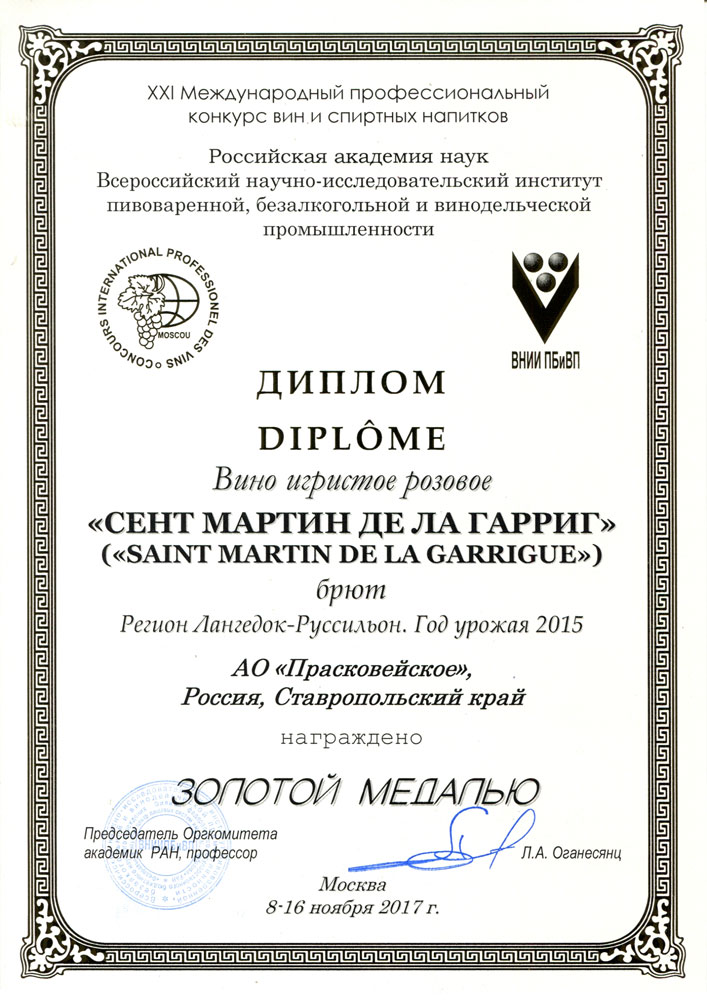 XXI Международный профессиональный
конкурс вин и спиртных напитков
Российская академия наук
Всероссийский научно-исследовательский институт
пивоваренной, безалкогольной и винодельческой
промышленности
CONCOURS INTERNATIONAL PROFESSIONEL DES VINS
MOSCOU
ВНИИ ПБиВП
ДИПЛОМ
DIPLÔME
Вино игристое розовое
«СЕНТ МАРТИН ДЕ ЛА ГАРРИГ»
(«SAINT MARTIN DE LA GARRIGUE»)
брют
Регион Лангедок-Руссильон. Год урожая 2015
АО «Прасковейское»,
Россия, Ставропольский край
награждено
ЗОЛОТОЙ МЕДАЛЬЮ
Председатель Оргкомитета
академик РАН, профессор
Л.А. Оганесянц
Москва
8-16 ноября 2017 г.